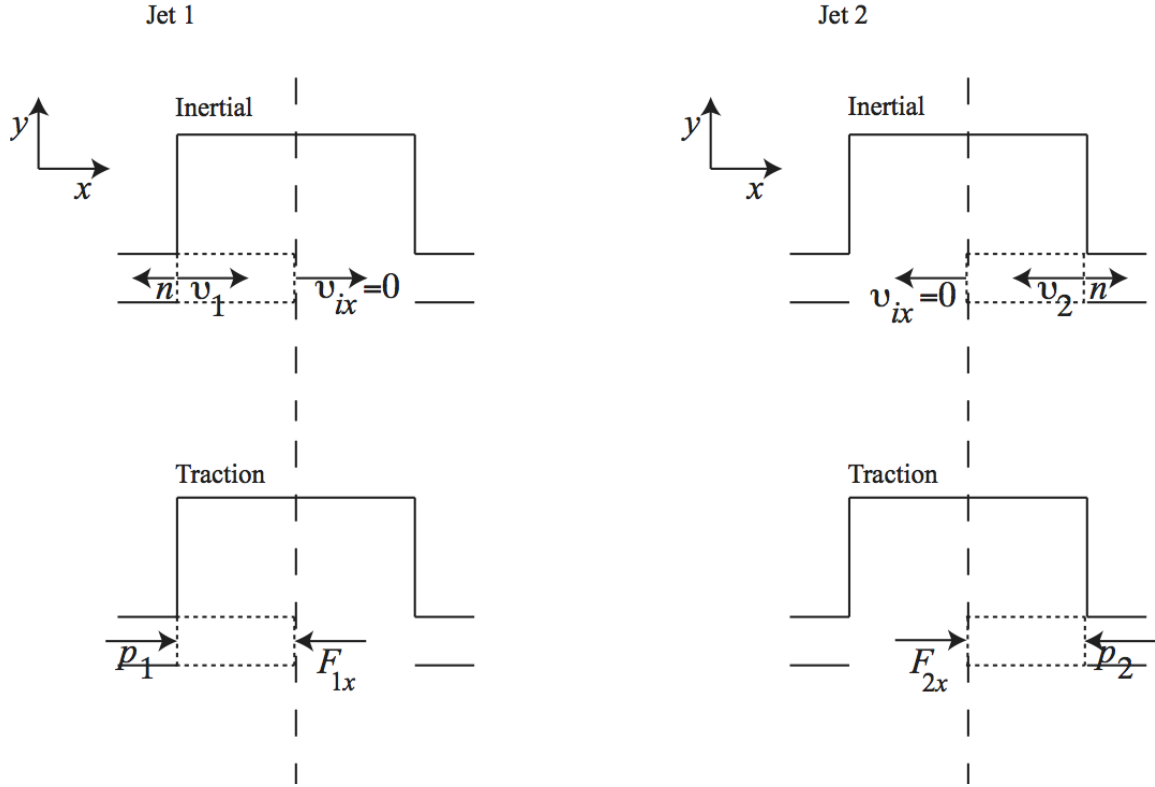 Jet 1
Jet 2
Inertial
Inertial
y
x
y
x
n
υ₁
υᵢₓ=0
υᵢₓ=0
υ₂
n
Traction
Traction
p₁
F₁ₓ
F₂ₓ
p₂